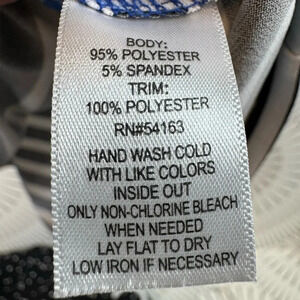 BODY:
95% POLYESTER
5% SPANDEX
TRIM:
100% POLYESTER
RN#54163
HAND WASH COLD
WITH LIKE COLORS
INSIDE OUT
ONLY NON-CHLORINE BLEACH
WHEN NEEDED
LAY FLAT TO DRY
LOW IRON IF NECESSARY